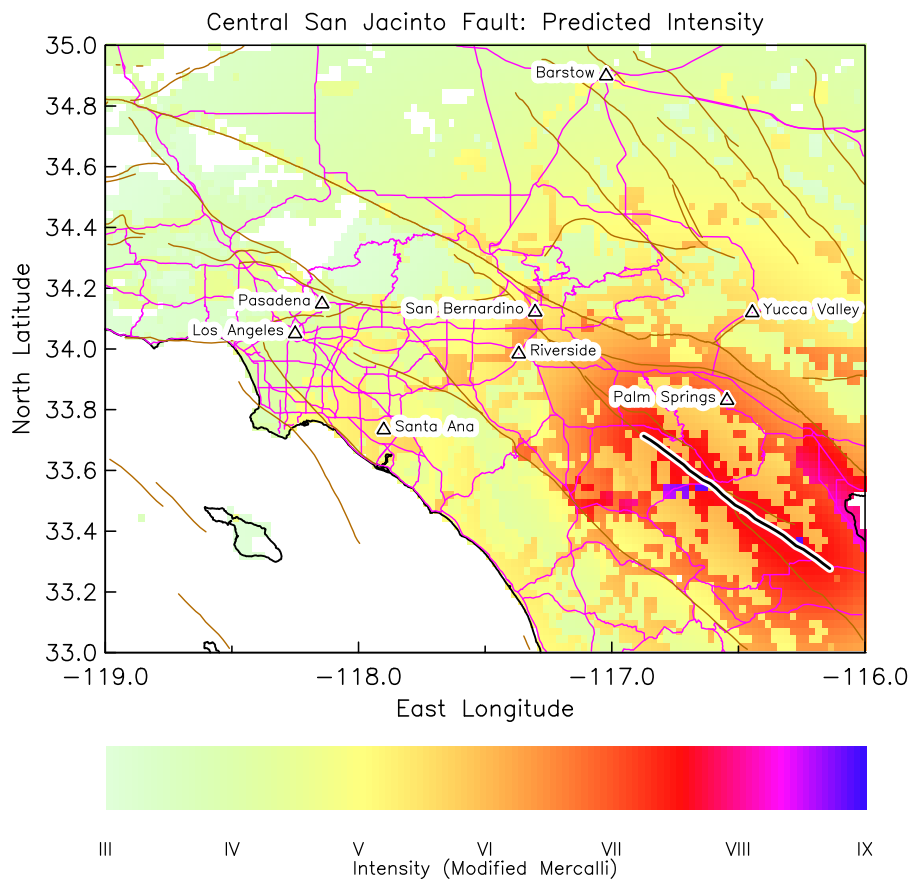 Central San Jacinto Fault: Predicted Intensity
35.0
Barstow
34.8
34.6
34.4
34.2
Pasadena
San Bernardino
Yucca Valley
Los Angeles
34.0
Riverside
Palm Springs
33.8
Santa Ana
33.6
33.4
33.2
33.0
North Latitude
-119.0
-118.0
-117.0
-116.0
East Longitude
III
IV
V
VI
VII
VIII
IX
Intensity (Modified Mercalli)